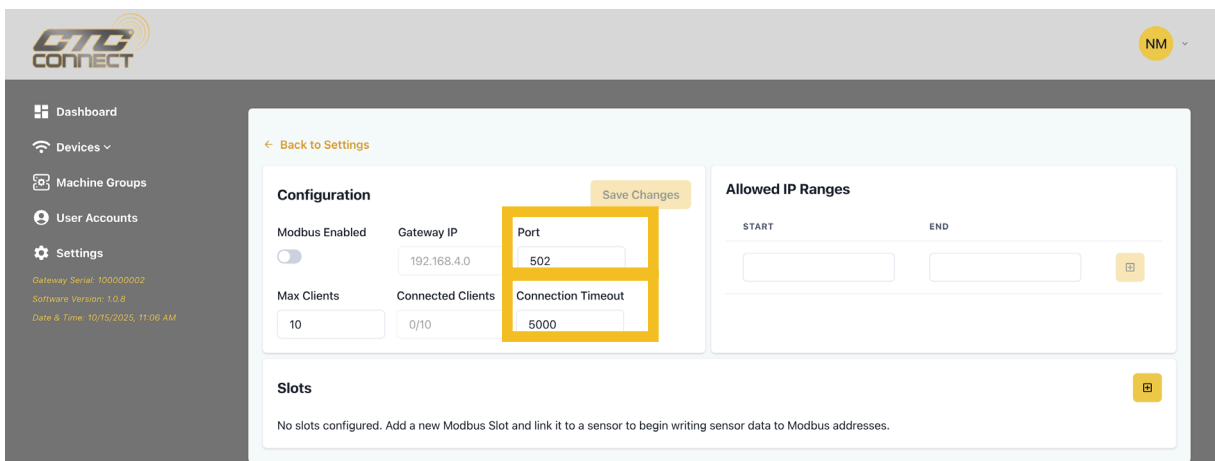 CTC
CONNECT
NM
Dashboard
Devices
Machine Groups
User Accounts
Settings
Gateway Serial: 100000002
Software Version: 1.0.8
Date & Time: 10/15/2025, 11:06 AM
← Back to Settings
Configuration
Save Changes
Modbus Enabled
Gateway IP
Port
192.168.4.0
502
Max Clients
Connected Clients
Connection Timeout
10
0/10
5000
Allowed IP Ranges
START
END
Slots
No slots configured. Add a new Modbus Slot and link it to a sensor to begin writing sensor data to Modbus addresses.